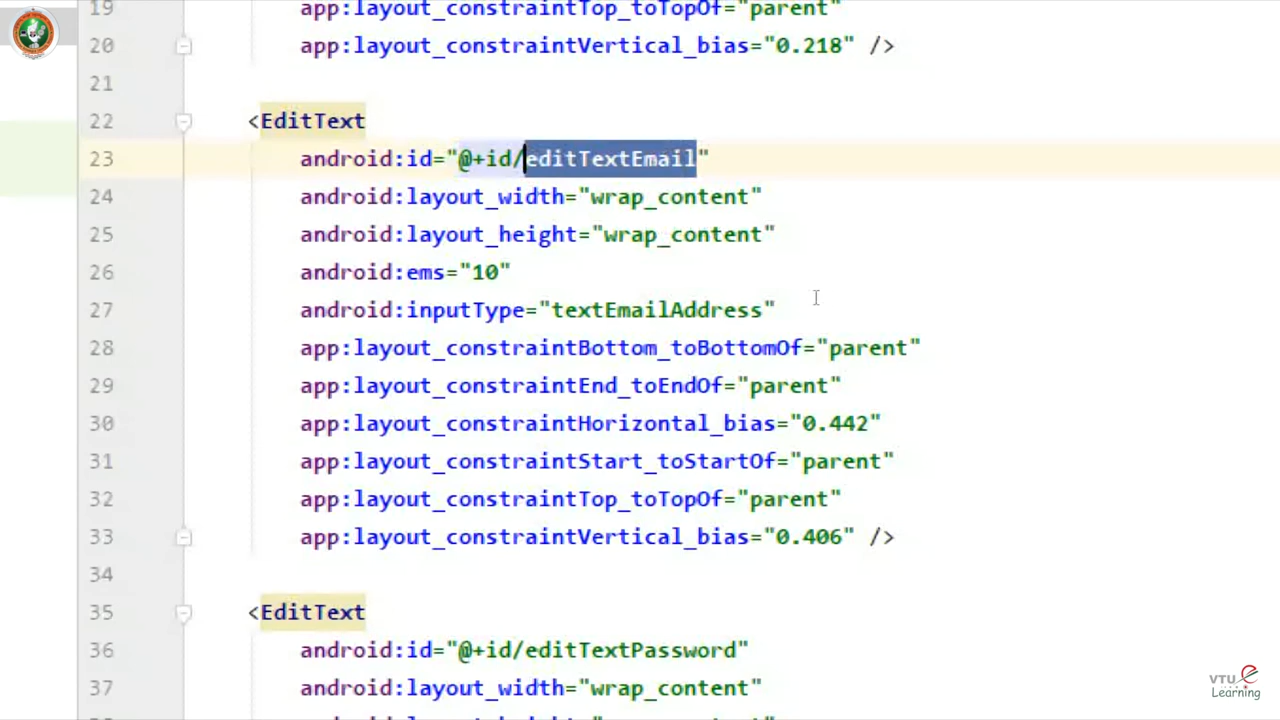 19 app:layout_constraintTop_toTopOf="parent"
20 app:layout_constraintVertical_bias="0.218" />
21
22 <EditText
23 android:id="@+id/editTextEmail"
24 android:layout_width="wrap_content"
25 android:layout_height="wrap_content"
26 android:ems="10"
27 android:inputType="textEmailAddress"
28 app:layout_constraintBottom_toBottomOf="parent"
29 app:layout_constraintEnd_toEndOf="parent"
30 app:layout_constraintHorizontal_bias="0.442"
31 app:layout_constraintStart_toStartOf="parent"
32 app:layout_constraintTop_toTopOf="parent"
33 app:layout_constraintVertical_bias="0.406" />
34
35 <EditText
36 android:id="@+id/editTextPassword"
37 android:layout_width="wrap_content"
VTU e
Learning